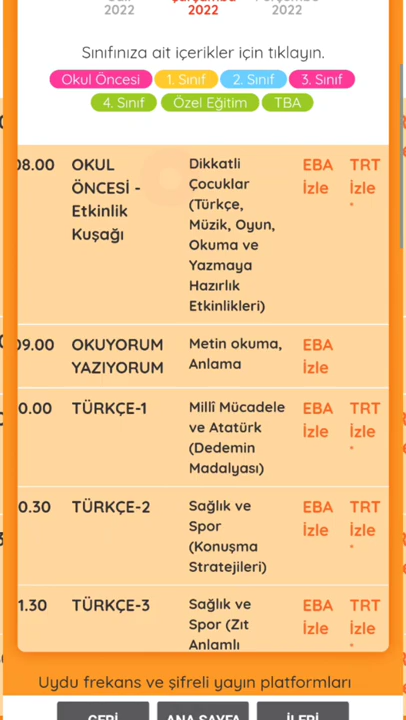 2022 2022 2022
Sınıfınıza ait içerikler için tıklayın.
Okul Öncesi 1. Sınıf 2. Sınıf 3. Sınıf
4. Sınıf Özel Eğitim TBA
08.00 OKUL Dikkatli EBA TRT
ÖNCESİ - Çocuklar İzle İzle
Etkinlik (Türkçe, *
Kuşağı Müzik, Oyun,
Okuma ve
Yazmaya
Hazırlık
Etkinlikleri)
09.00 OKUYORUM Metin okuma, EBA
YAZIYORUM Anlama İzle
0.00 TÜRKÇE-1 Millî Mücadele EBA TRT
ve Atatürk İzle İzle
(Dedemin *
Madalyası)
0.30 TÜRKÇE-2 Sağlık ve EBA TRT
Spor İzle İzle
(Konuşma *
Stratejileri)
1.30 TÜRKÇE-3 Sağlık ve EBA TRT
Spor (Zıt İzle İzle
Anlamlı *
Uydu frekans ve şifreli yayın platformları
GERİ ANA SAYFA İLERİ